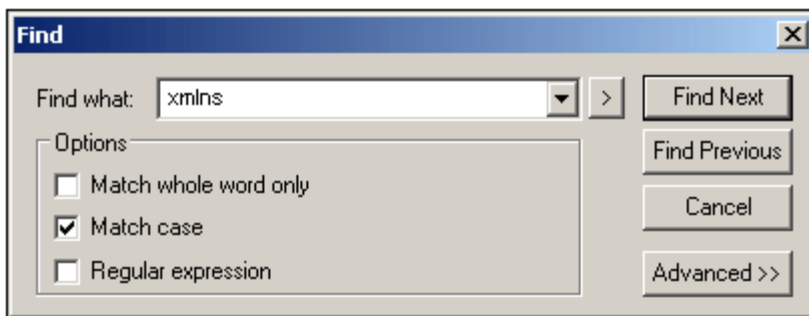 Find
Find what: xmlns >
Find Next
Options
Find Previous
Match whole word only
Cancel
Match case
Regular expression
Advanced >>